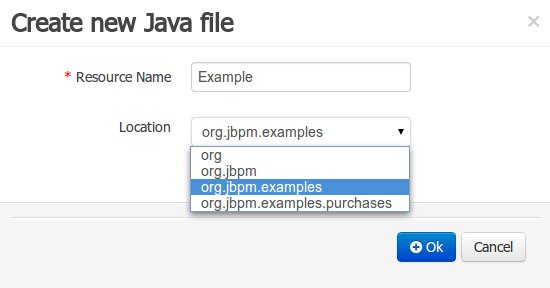 Create new Java file
×
* Resource Name Example
Location org.jbpm.examples
org
org.jbpm
org.jbpm.examples
org.jbpm.examples.purchases
Ok Cancel